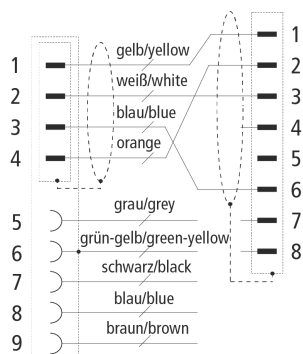 gelb/yellow
1
1
weiß/white
2
2
2
blau/blue
3
3
orange
4
4
5
6
grau/grey
5
7
grün-gelb/green-yellow
6
8
schwarz/black
7
blau/blue
8
braun/brown
9